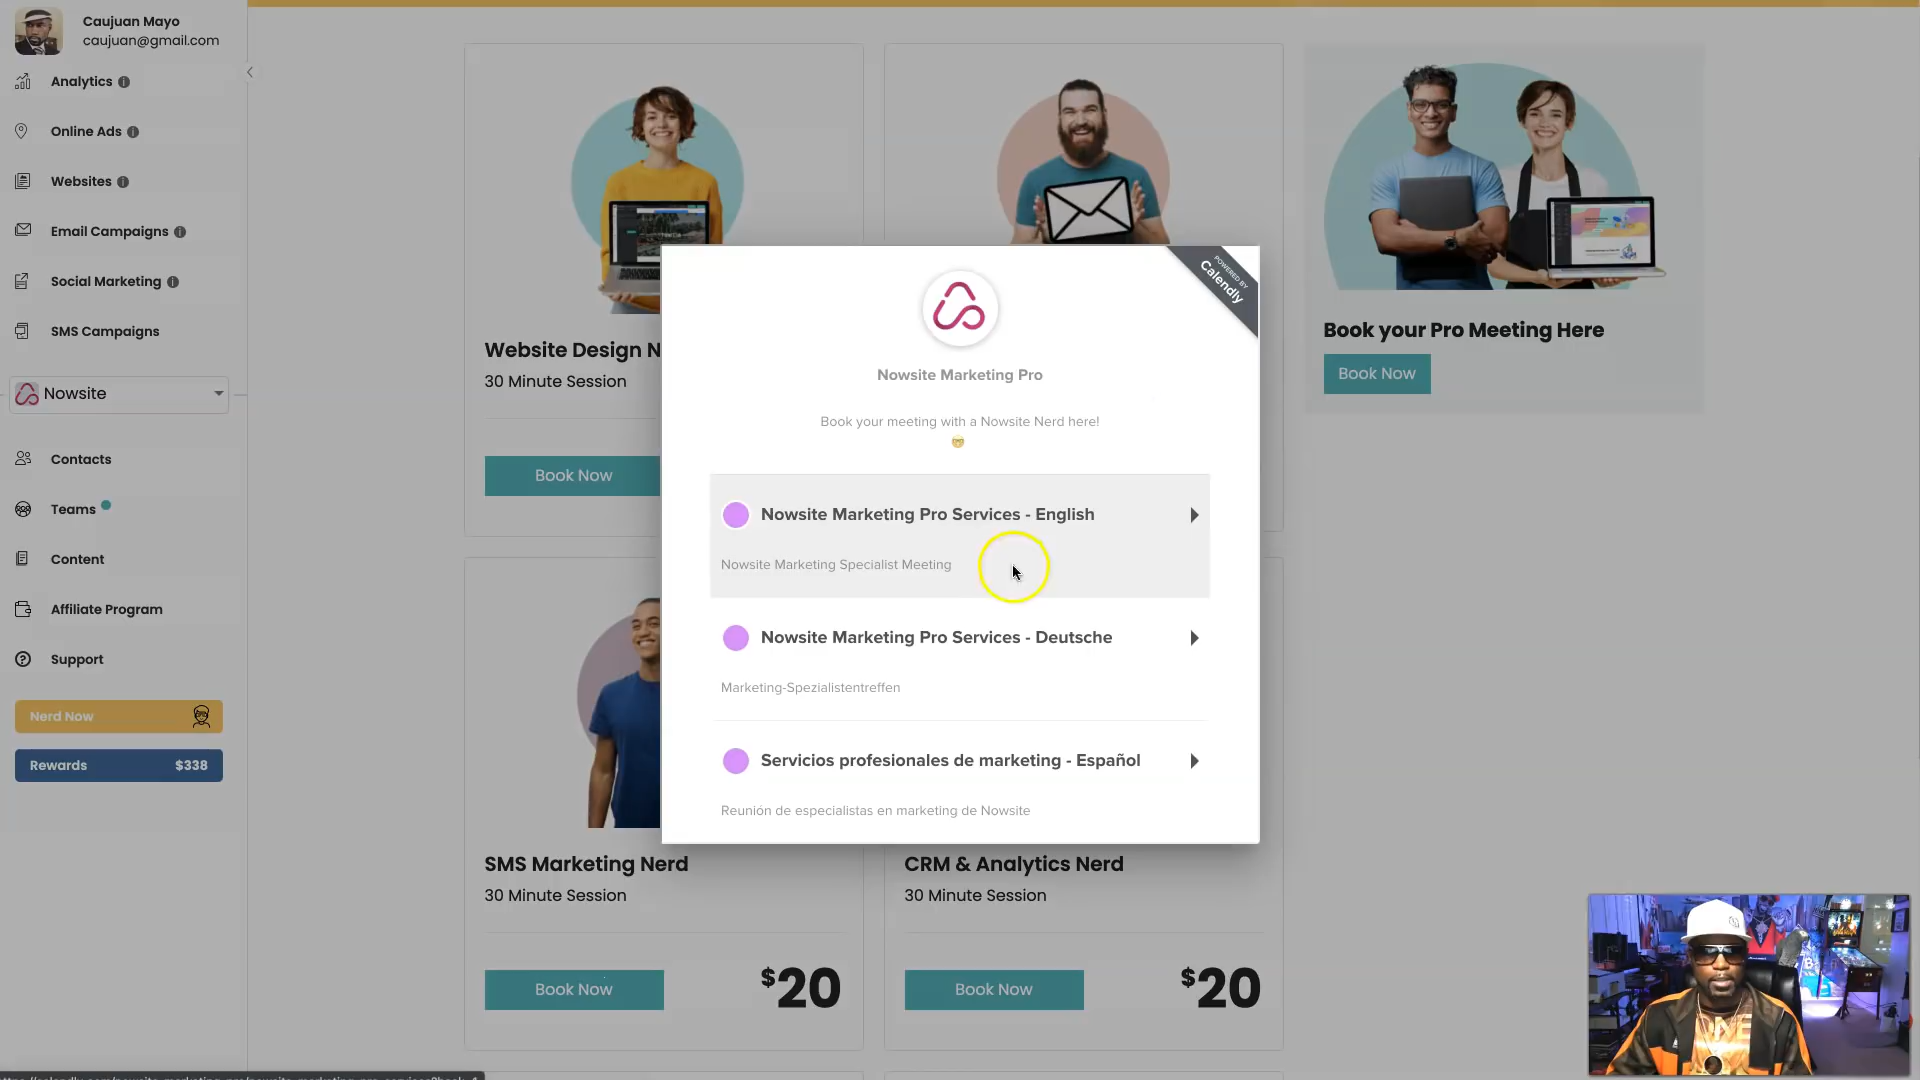 Caujuan Mayo
caujuan@gmail.com
Analytics
Online Ads
Websites
Email Campaigns
Social Marketing
SMS Campaigns
Nowsite
Contacts
Teams
Content
Affiliate Program
Support
Nerd Now
Rewards $338
Website Design N
30 Minute Session
Book Now
Book your Pro Meeting Here
Book Now
POWERED BY
Calendly
Nowsite Marketing Pro
Book your meeting with a Nowsite Nerd here!
Nowsite Marketing Pro Services - English
Nowsite Marketing Specialist Meeting
Nowsite Marketing Pro Services - Deutsche
Marketing-Spezialistentreffen
Servicios profesionales de marketing - Español
Reunión de especialistas en marketing de Nowsite
SMS Marketing Nerd
30 Minute Session
Book Now
$20
CRM & Analytics Nerd
30 Minute Session
Book Now
$20